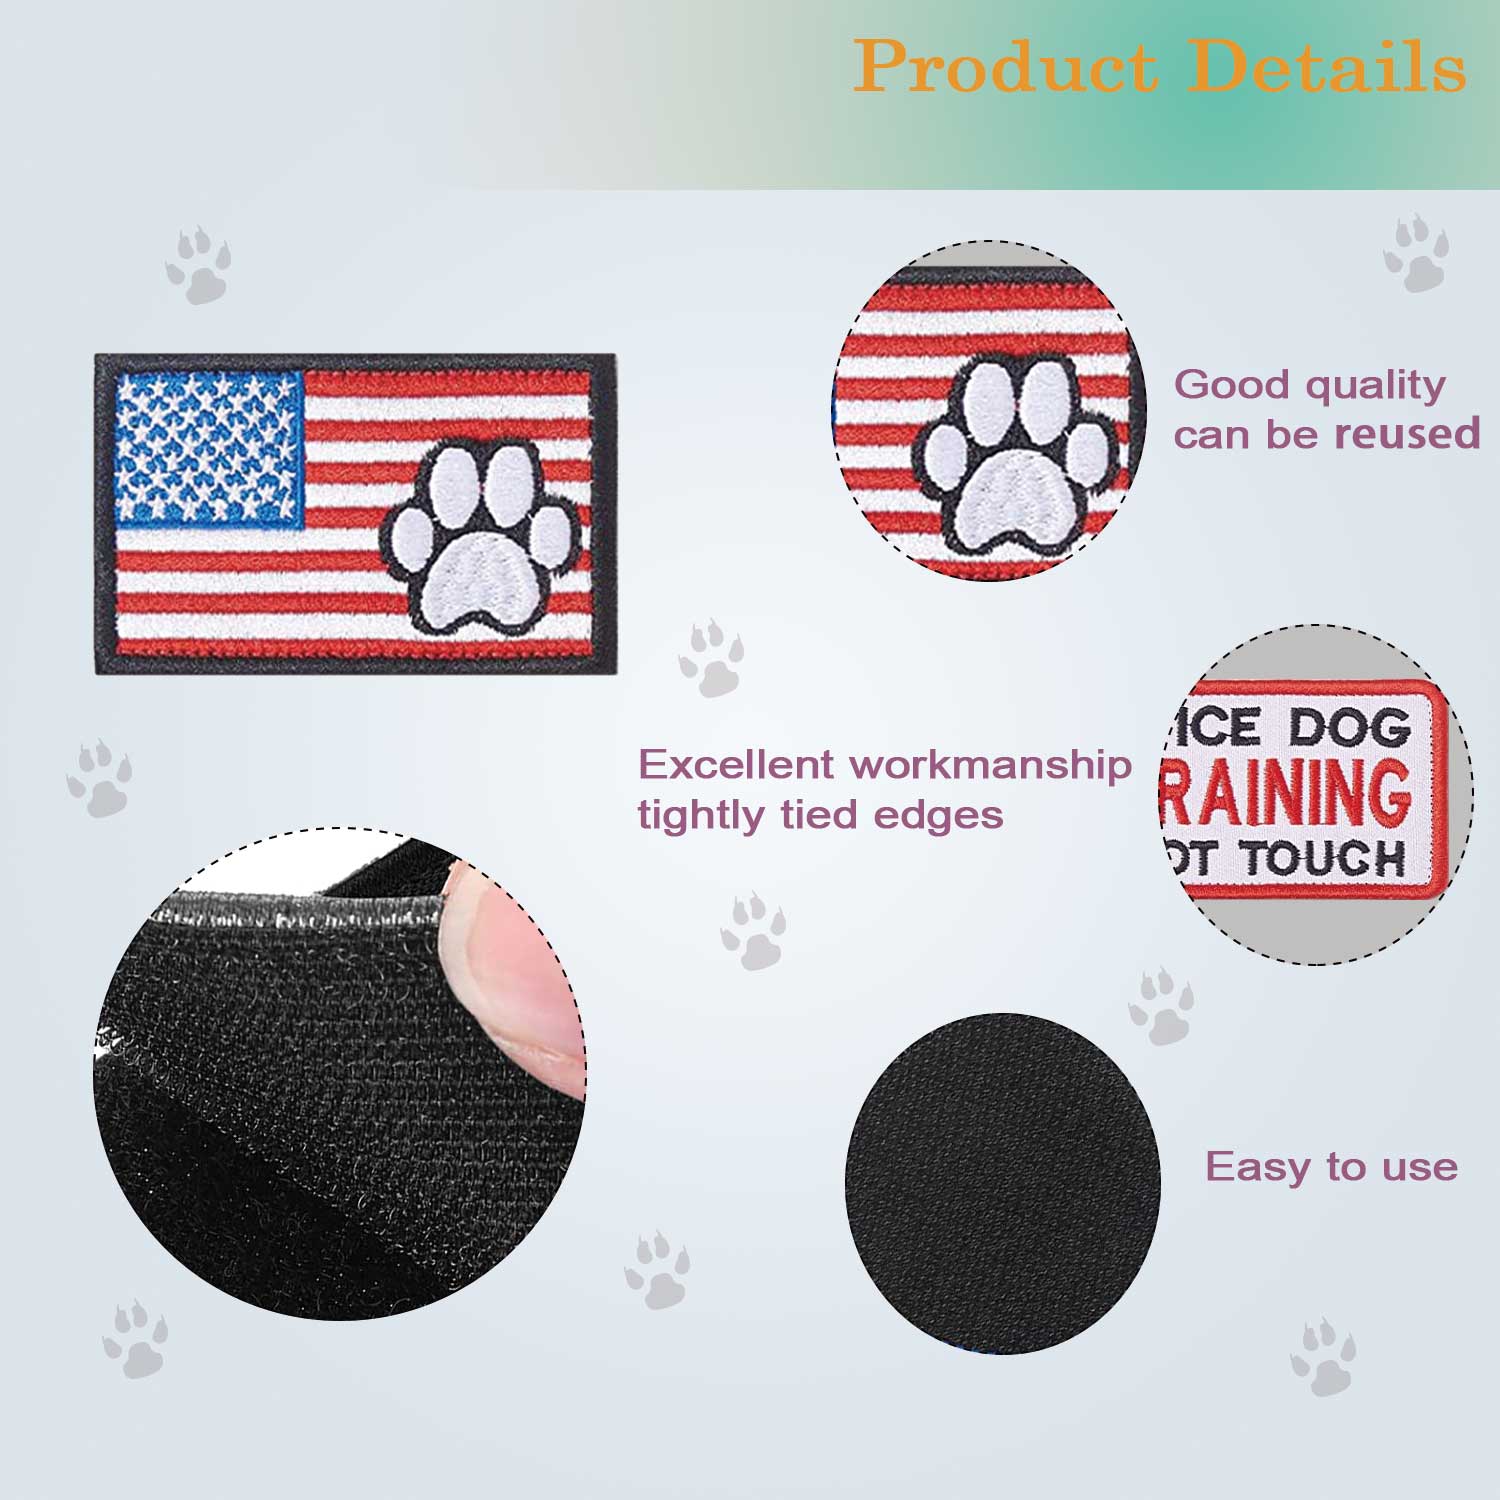 Product Details
Good quality
can be reused
Excellent workmanship
tightly tied edges
ICE DOG
RAINING
OT TOUCH
Easy to use